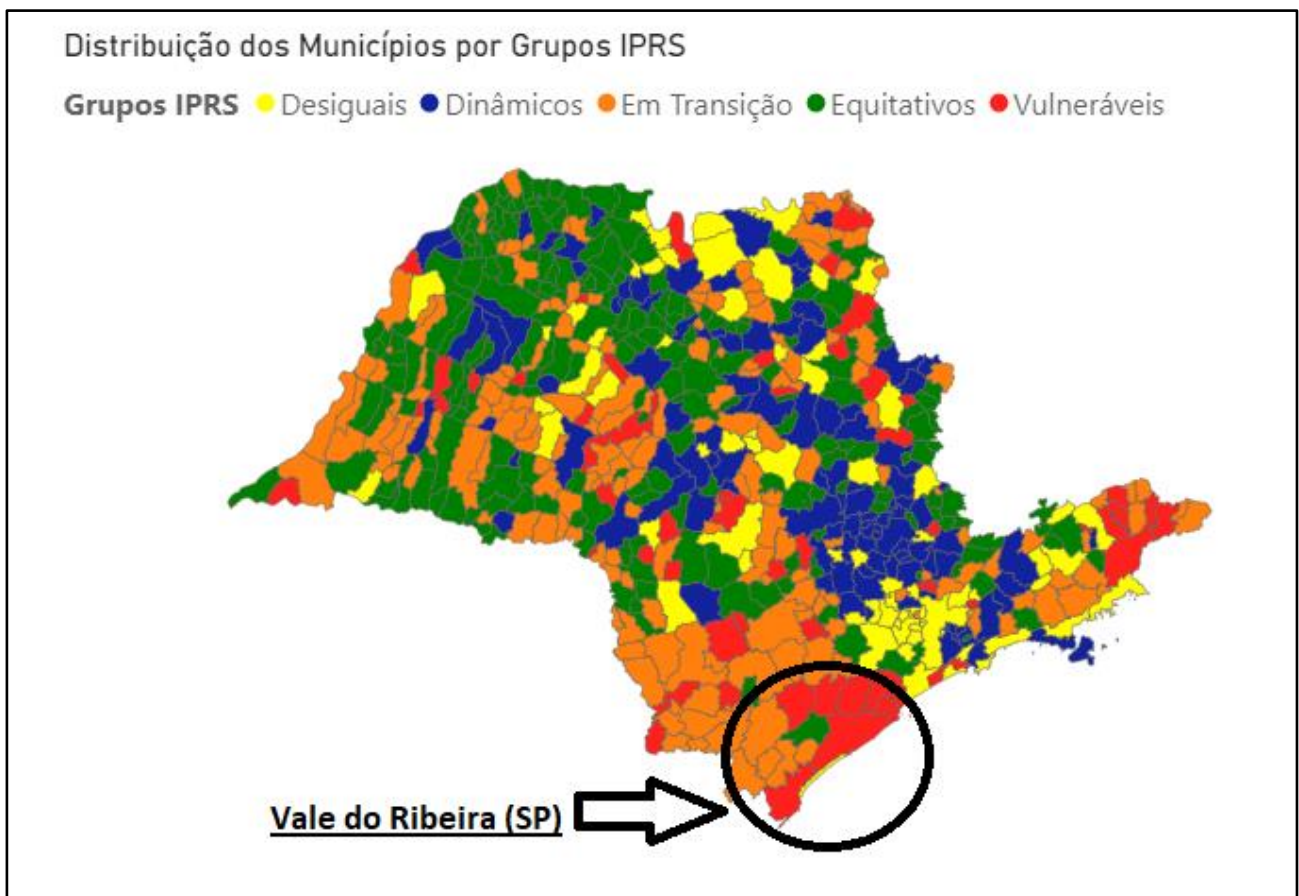 Distribuição dos Municípios por Grupos IPRS
Grupos IPRS Desiguais Dinâmicos Em Transição Equitativos Vulneráveis
Vale do Ribeira (SP)